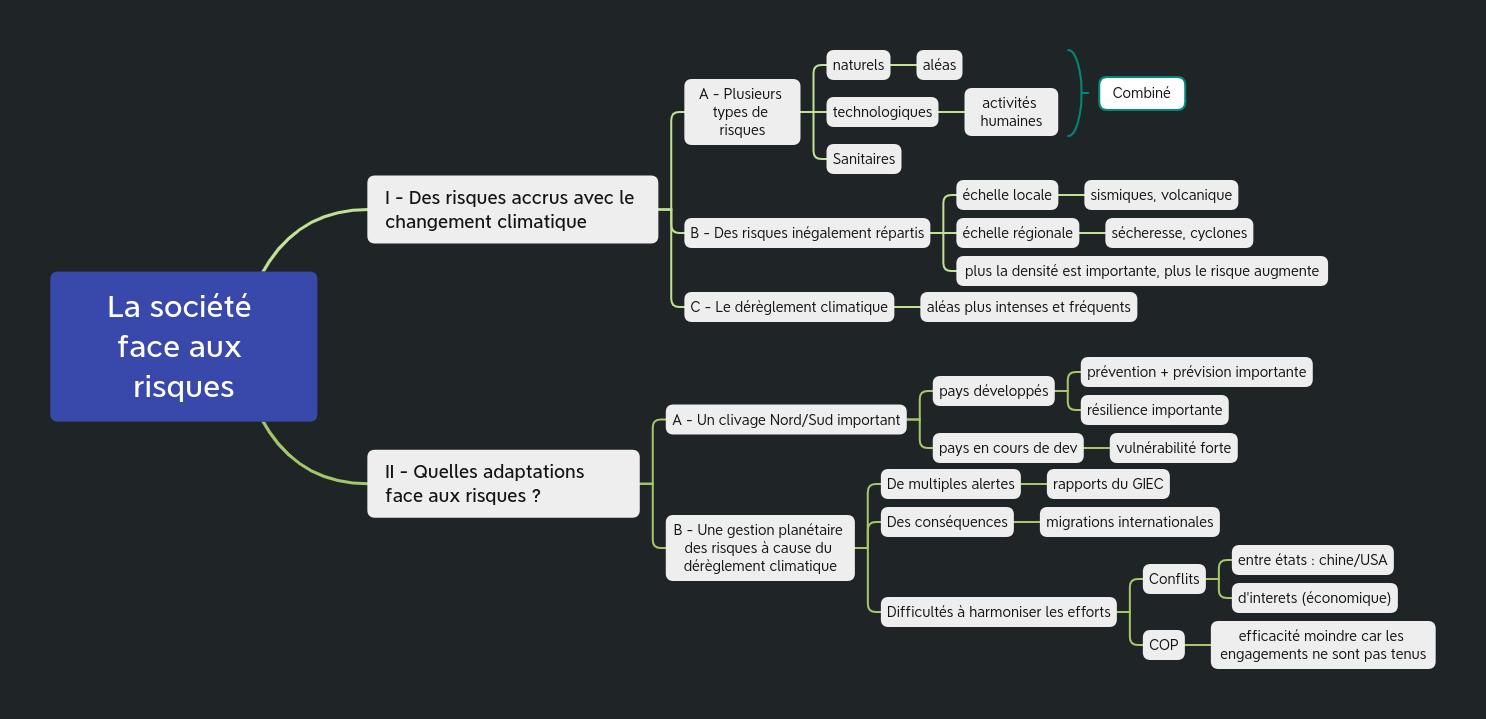 La société
face aux
risques
I - Des risques accrus avec le
changement climatique
A - Plusieurs
types de
risques
naturels
aléas
technologiques
activités
humaines
Sanitaires
Combiné
B - Des risques inégalement répartis
échelle locale
sismiques, volcanique
échelle régionale
sécheresse, cyclones
plus la densité est importante, plus le risque augmente
C - Le dérèglement climatique
aléas plus intenses et fréquents
II - Quelles adaptations
face aux risques ?
A - Un clivage Nord/Sud important
pays développés
prévention + prévision importante
résilience importante
pays en cours de dev
vulnérabilité forte
B - Une gestion planétaire
des risques à cause du
dérèglement climatique
De multiples alertes
rapports du GIEC
Des conséquences
migrations internationales
Difficultés à harmoniser les efforts
Conflits
entre états : chine/USA
d'interets (économique)
COP
efficacité moindre car les
engagements ne sont pas tenus